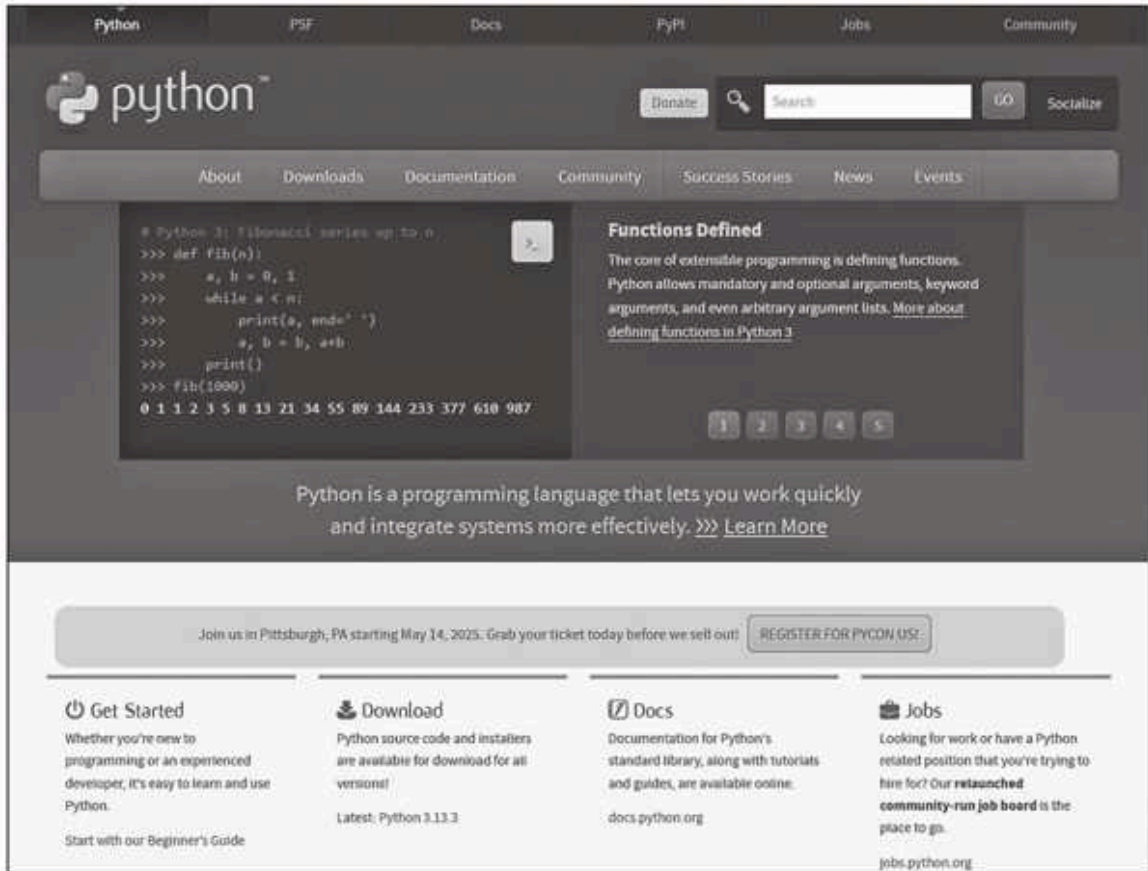 Python PSF Docs PyPI Jobs Community
python™
Donate Search GO Socialize
About Downloads Documentation Community Success Stories News Events
# Python 3: Fibonacci series up to n
>>> def fib(n):
>>>     a, b = 0, 1
>>>     while a < n:
>>>         print(a, end=' ')
>>>         a, b = b, a+b
>>>     print()
>>> fib(1000)
0 1 1 2 3 5 8 13 21 34 55 89 144 233 377 610 987
>_
Functions Defined
The core of extensible programming is defining functions.
Python allows mandatory and optional arguments, keyword
arguments, and even arbitrary argument lists. More about
defining functions in Python 3
1 2 3 4 5
Python is a programming language that lets you work quickly
and integrate systems more effectively. >>> Learn More
Join us in Pittsburgh, PA starting May 14, 2025. Grab your ticket today before we sell out! REGISTER FOR PYCON US!
Get Started
Whether you're new to
programming or an experienced
developer, it's easy to learn and use
Python.
Start with our Beginner's Guide
Download
Python source code and installers
are available for download for all
versions!
Latest: Python 3.13.3
Docs
Documentation for Python's
standard library, along with tutorials
and guides, are available online.
docs.python.org
Jobs
Looking for work or have a Python
related position that you're trying to
hire for? Our relaunched
community-run job board is the
place to go.
jobs.python.org